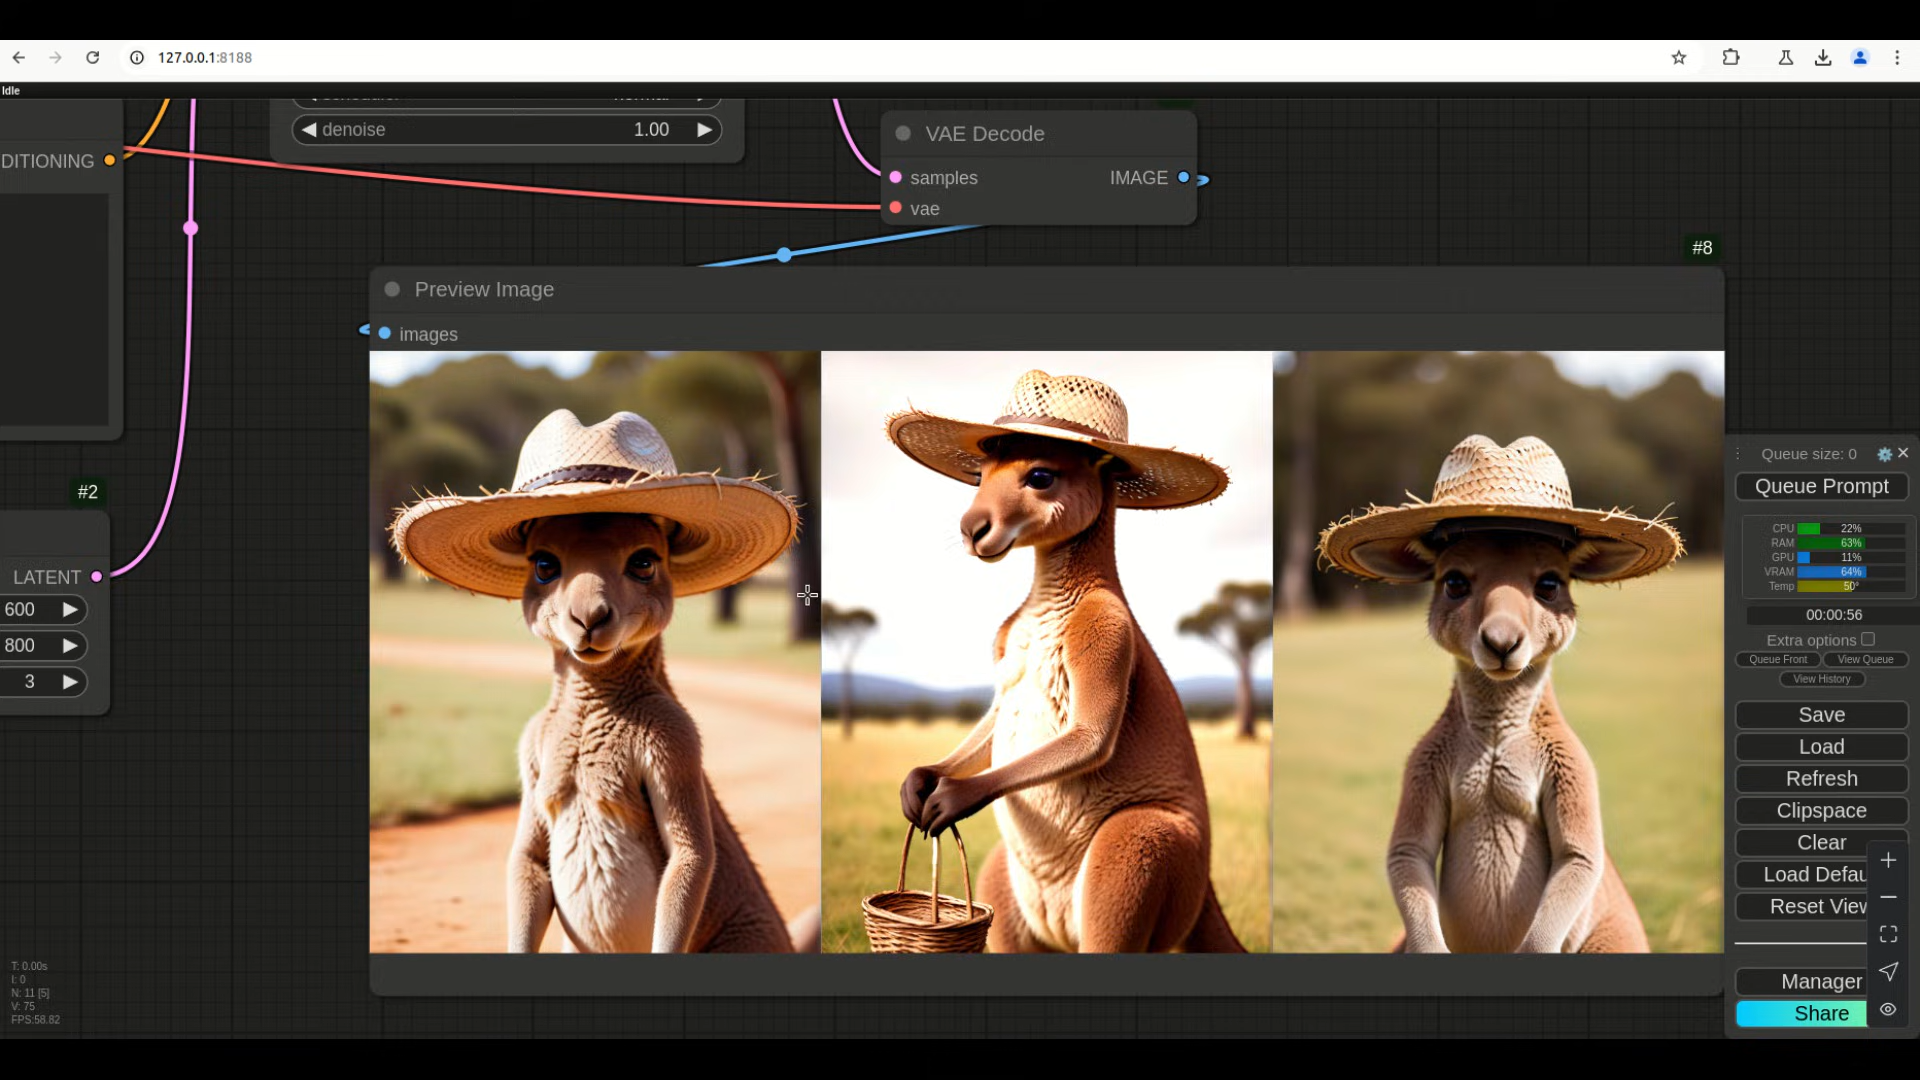 127.0.0.1:8188
Idle
denoise 1.00
DITIONING
VAE Decode
samples IMAGE
vae
#8
Preview Image
images
#2
LATENT
600
800
3
Queue size: 0
Queue Prompt
CPU 22%
RAM 63%
GPU 11%
VRAM 64%
Temp 50°
00:00:56
Extra options
Queue Front View Queue
View History
Save
Load
Refresh
Clipspace
Clear
Load Defau
Reset View
Manager
Share
T: 0.00s
I: 0
N: 11 [5]
V: 75
FPS:58.82